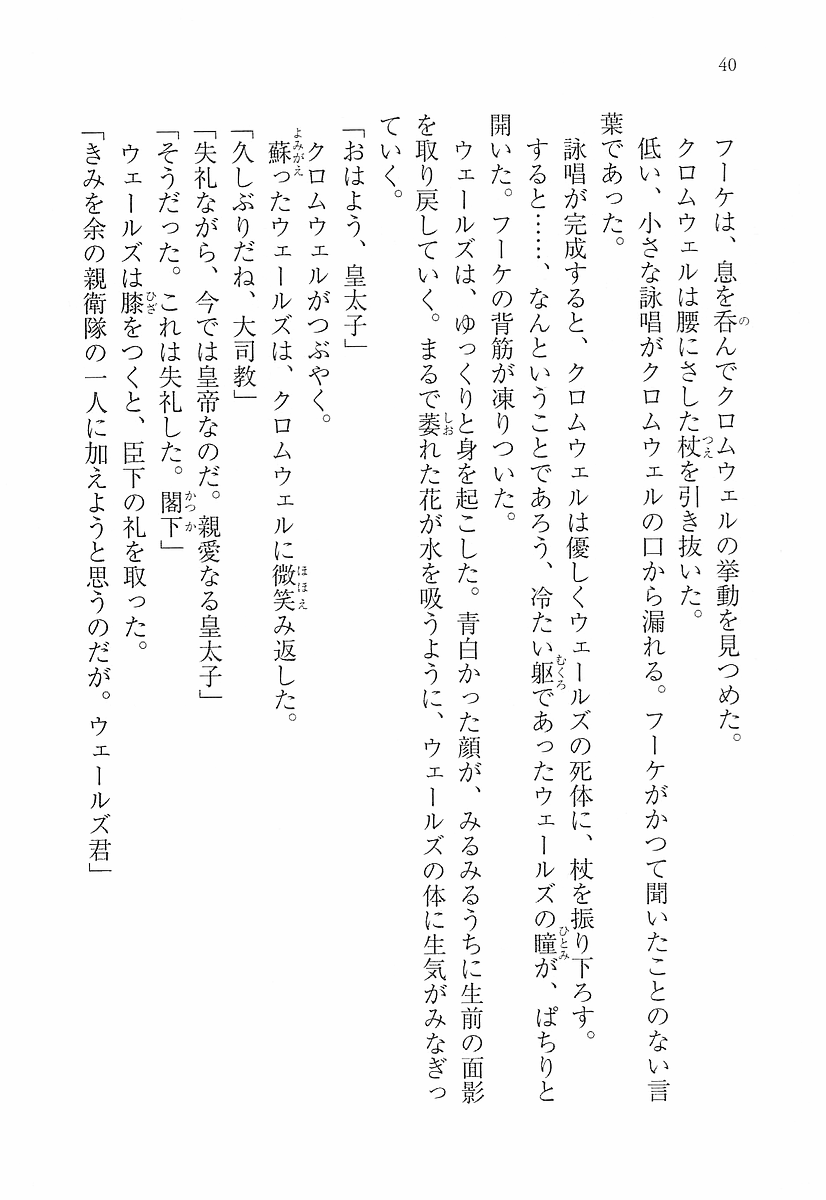 40
フーケは、息を呑んでクロムウェルの挙動を見つめた。
クロムウェルは腰にさした杖を引き抜いた。
低い、小さな詠唱がクロムウェルの口から漏れる。フーケがかつて聞いたことのない言
葉であった。
詠唱が完成すると、クロムウェルは優しくウェールズの死体に、杖を振り下ろす。
すると……、なんということであろう、冷たい躯であったウェールズの瞳が、ぱちりと
開いた。フーケの背筋が凍りついた。
ウェールズは、ゆっくりと身を起こした。青白かった顔が、みるみるうちに生前の面影
を取り戻していく。まるで萎れた花が水を吸うように、ウェールズの体に生気がみなぎっ
ていく。
「おはよう、皇太子」
クロムウェルがつぶやく。
蘇ったウェールズは、クロムウェルに微笑み返した。
「久しぶりだね、大司教」
「失礼ながら、今では皇帝なのだ。親愛なる皇太子」
「そうだった。これは失礼した。閣下」
ウェールズは膝をつくと、臣下の礼を取った。
「きみを余の親衛隊の一人に加えようと思うのだが。ウェールズ君」